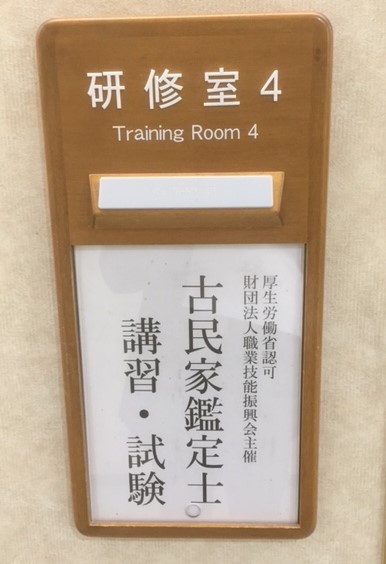 研修室4
Training Room 4
厚生労働省認可
財団法人職業技能振興会主催
古民家鑑定士
講習・試験